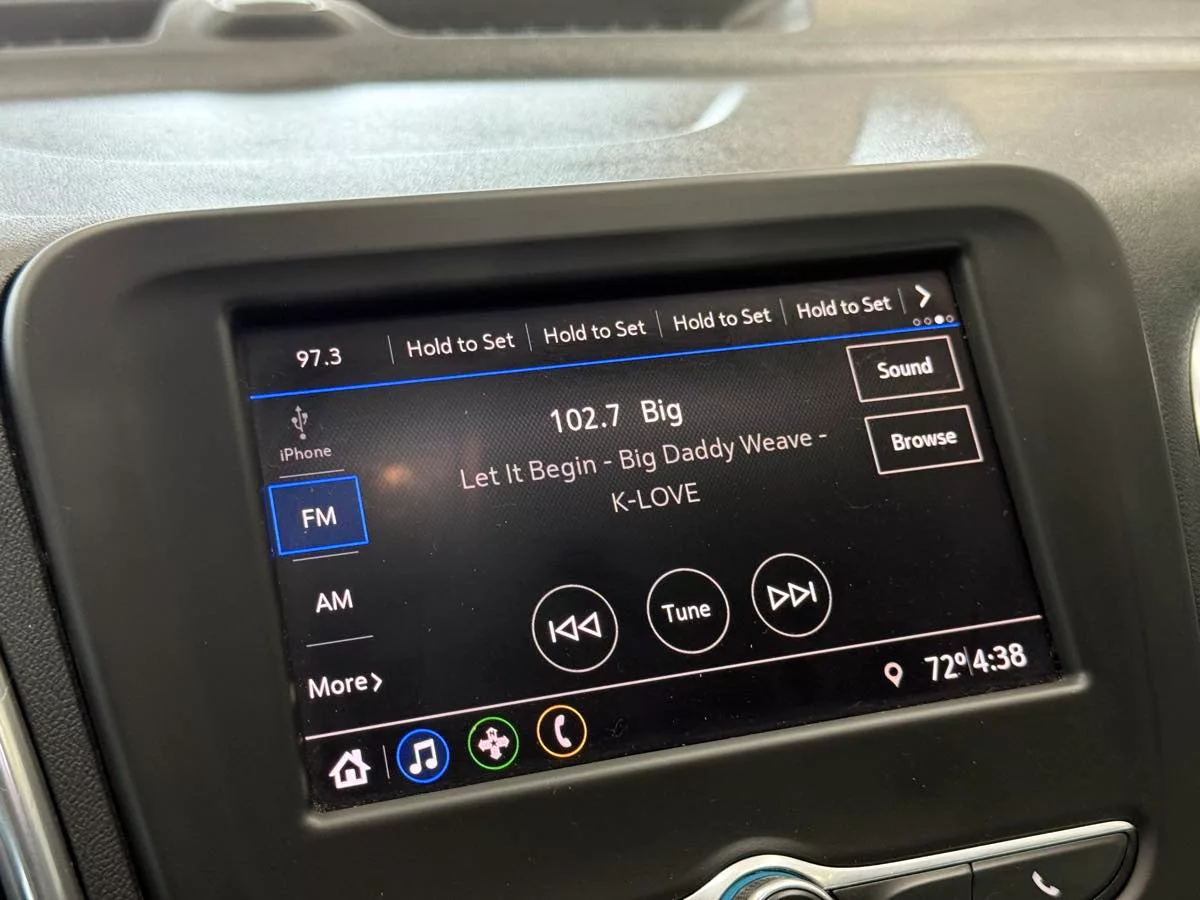 97.3
Hold to Set
Hold to Set
Hold to Set
Hold to Set
iPhone
FM
AM
More
102.7 Big
Let It Begin - Big Daddy Weave -
K-LOVE
Sound
Browse
Tune
72° 4:38